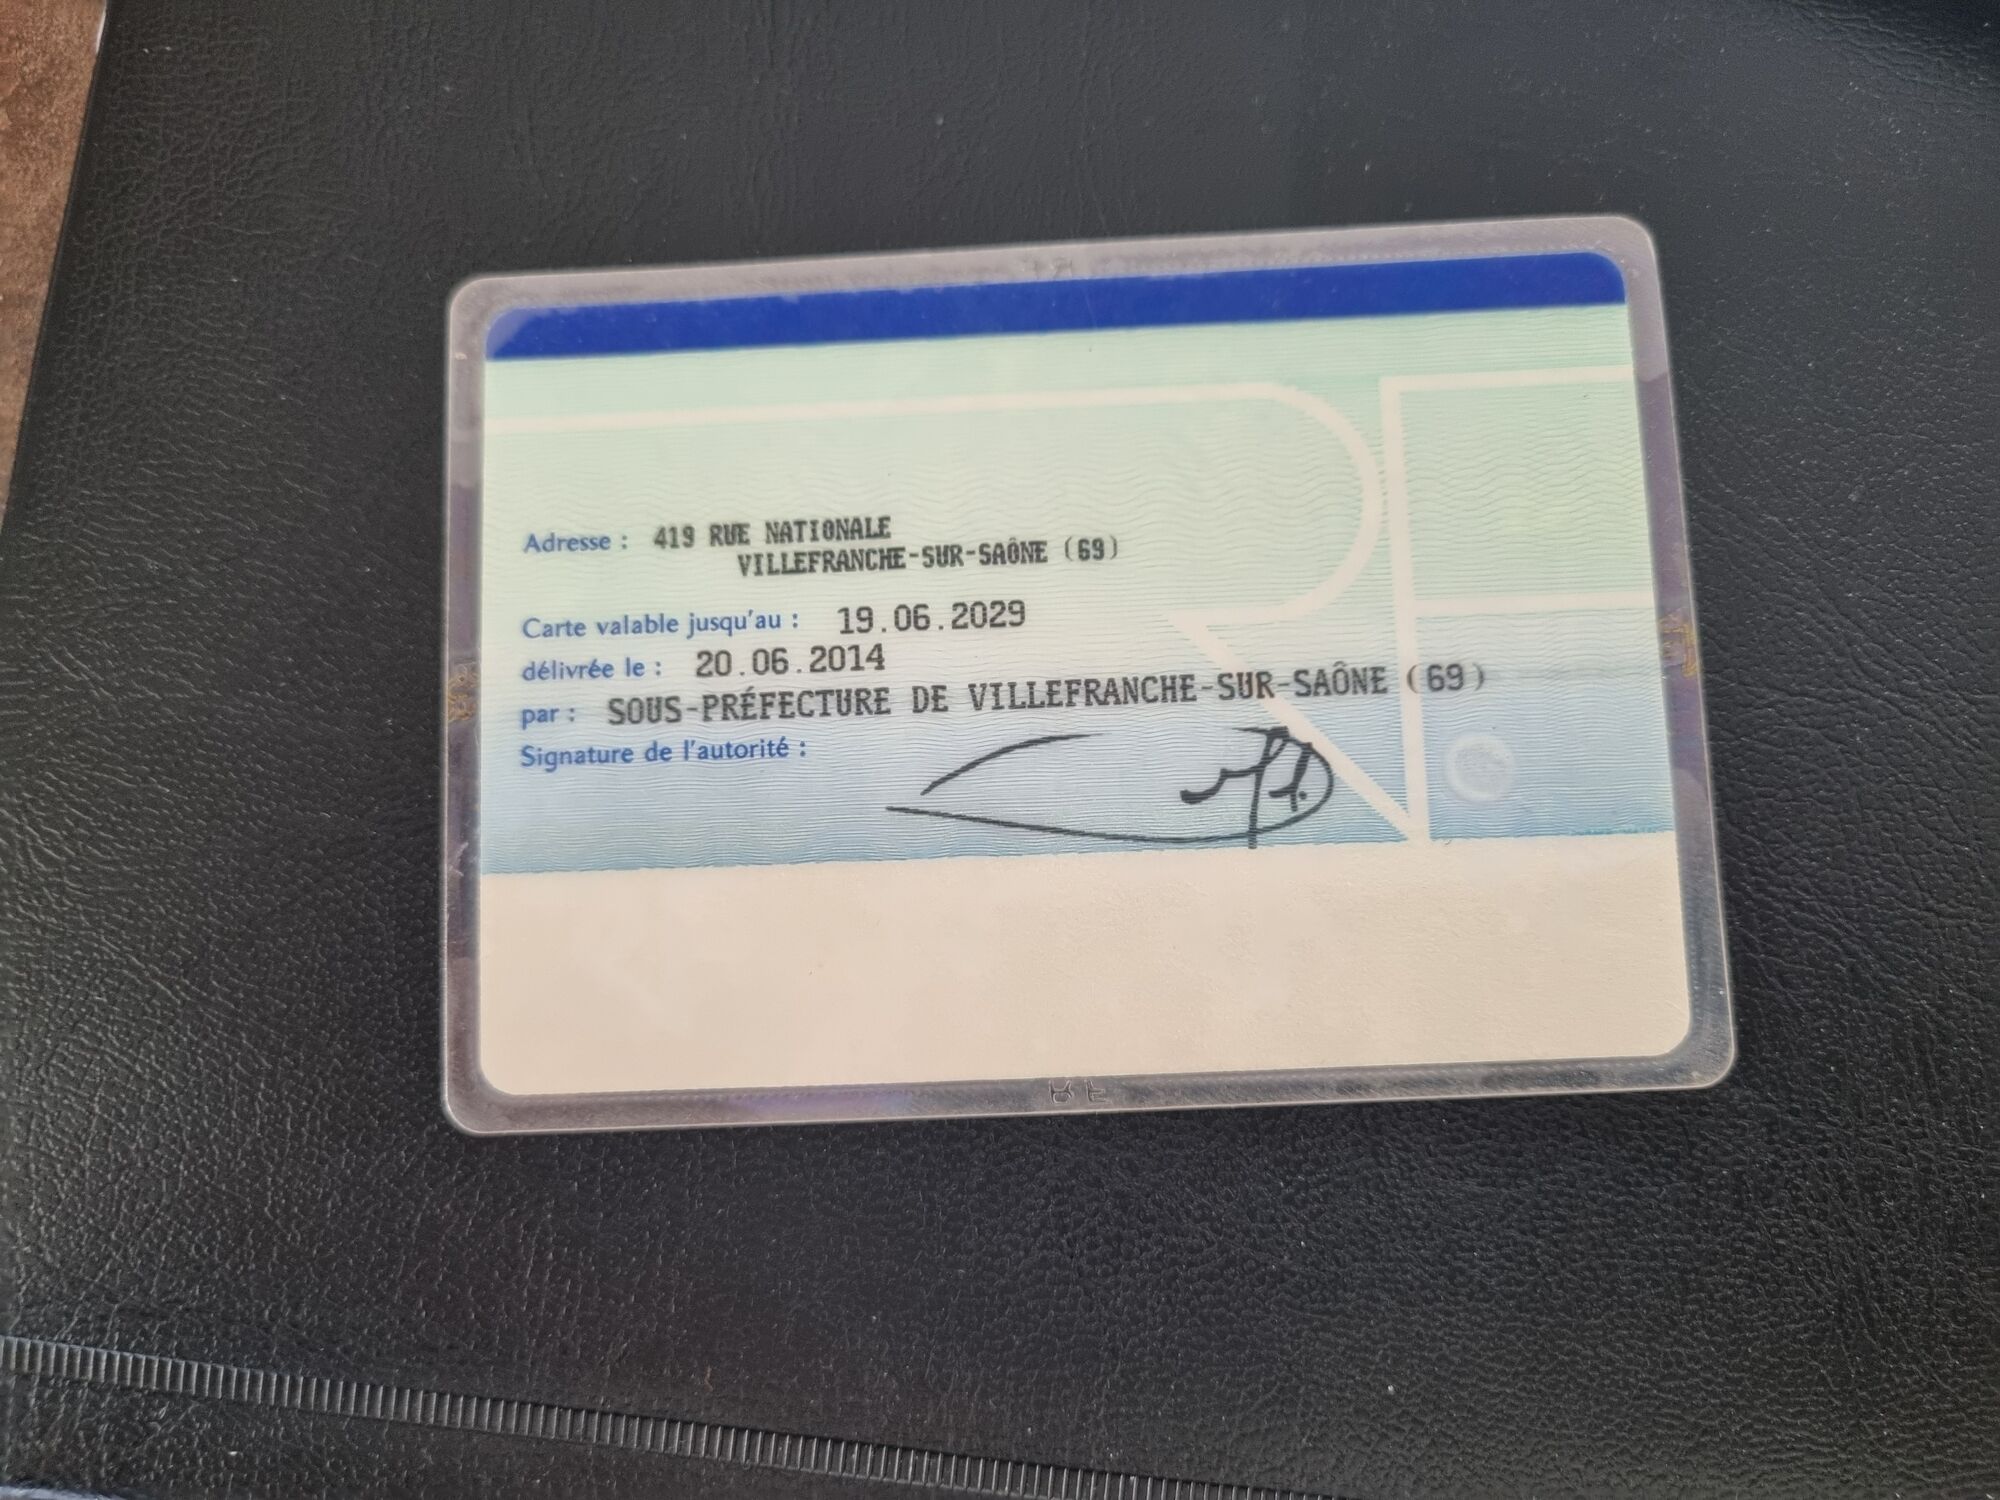 Adresse : 419 RUE NATIONALE
VILLEFRANCHE-SUR-SAÔNE (69)
Carte valable jusqu'au : 19.06.2029
délivrée le : 20.06.2014
par : SOUS-PRÉFECTURE DE VILLEFRANCHE-SUR-SAÔNE (69)
Signature de l'autorité :
RF